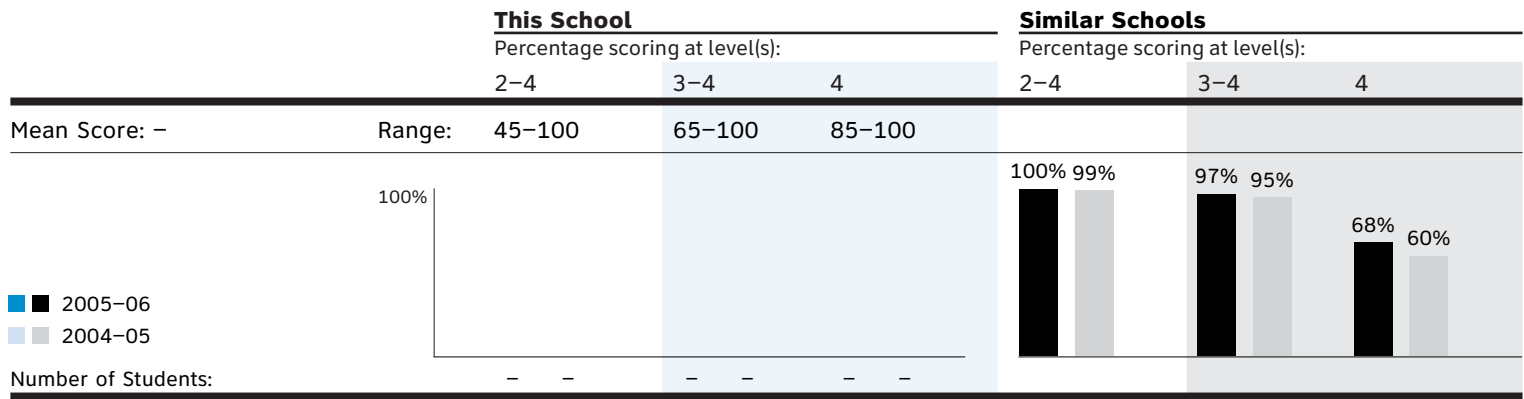 This School Similar Schools
Percentage scoring at level(s): Percentage scoring at level(s):
2–4 3–4 4 2–4 3–4 4
Mean Score: – Range: 45–100 65–100 85–100
100% 99% 97% 95% 68% 60%
100%
2005–06
2004–05
Number of Students: – – – – – –